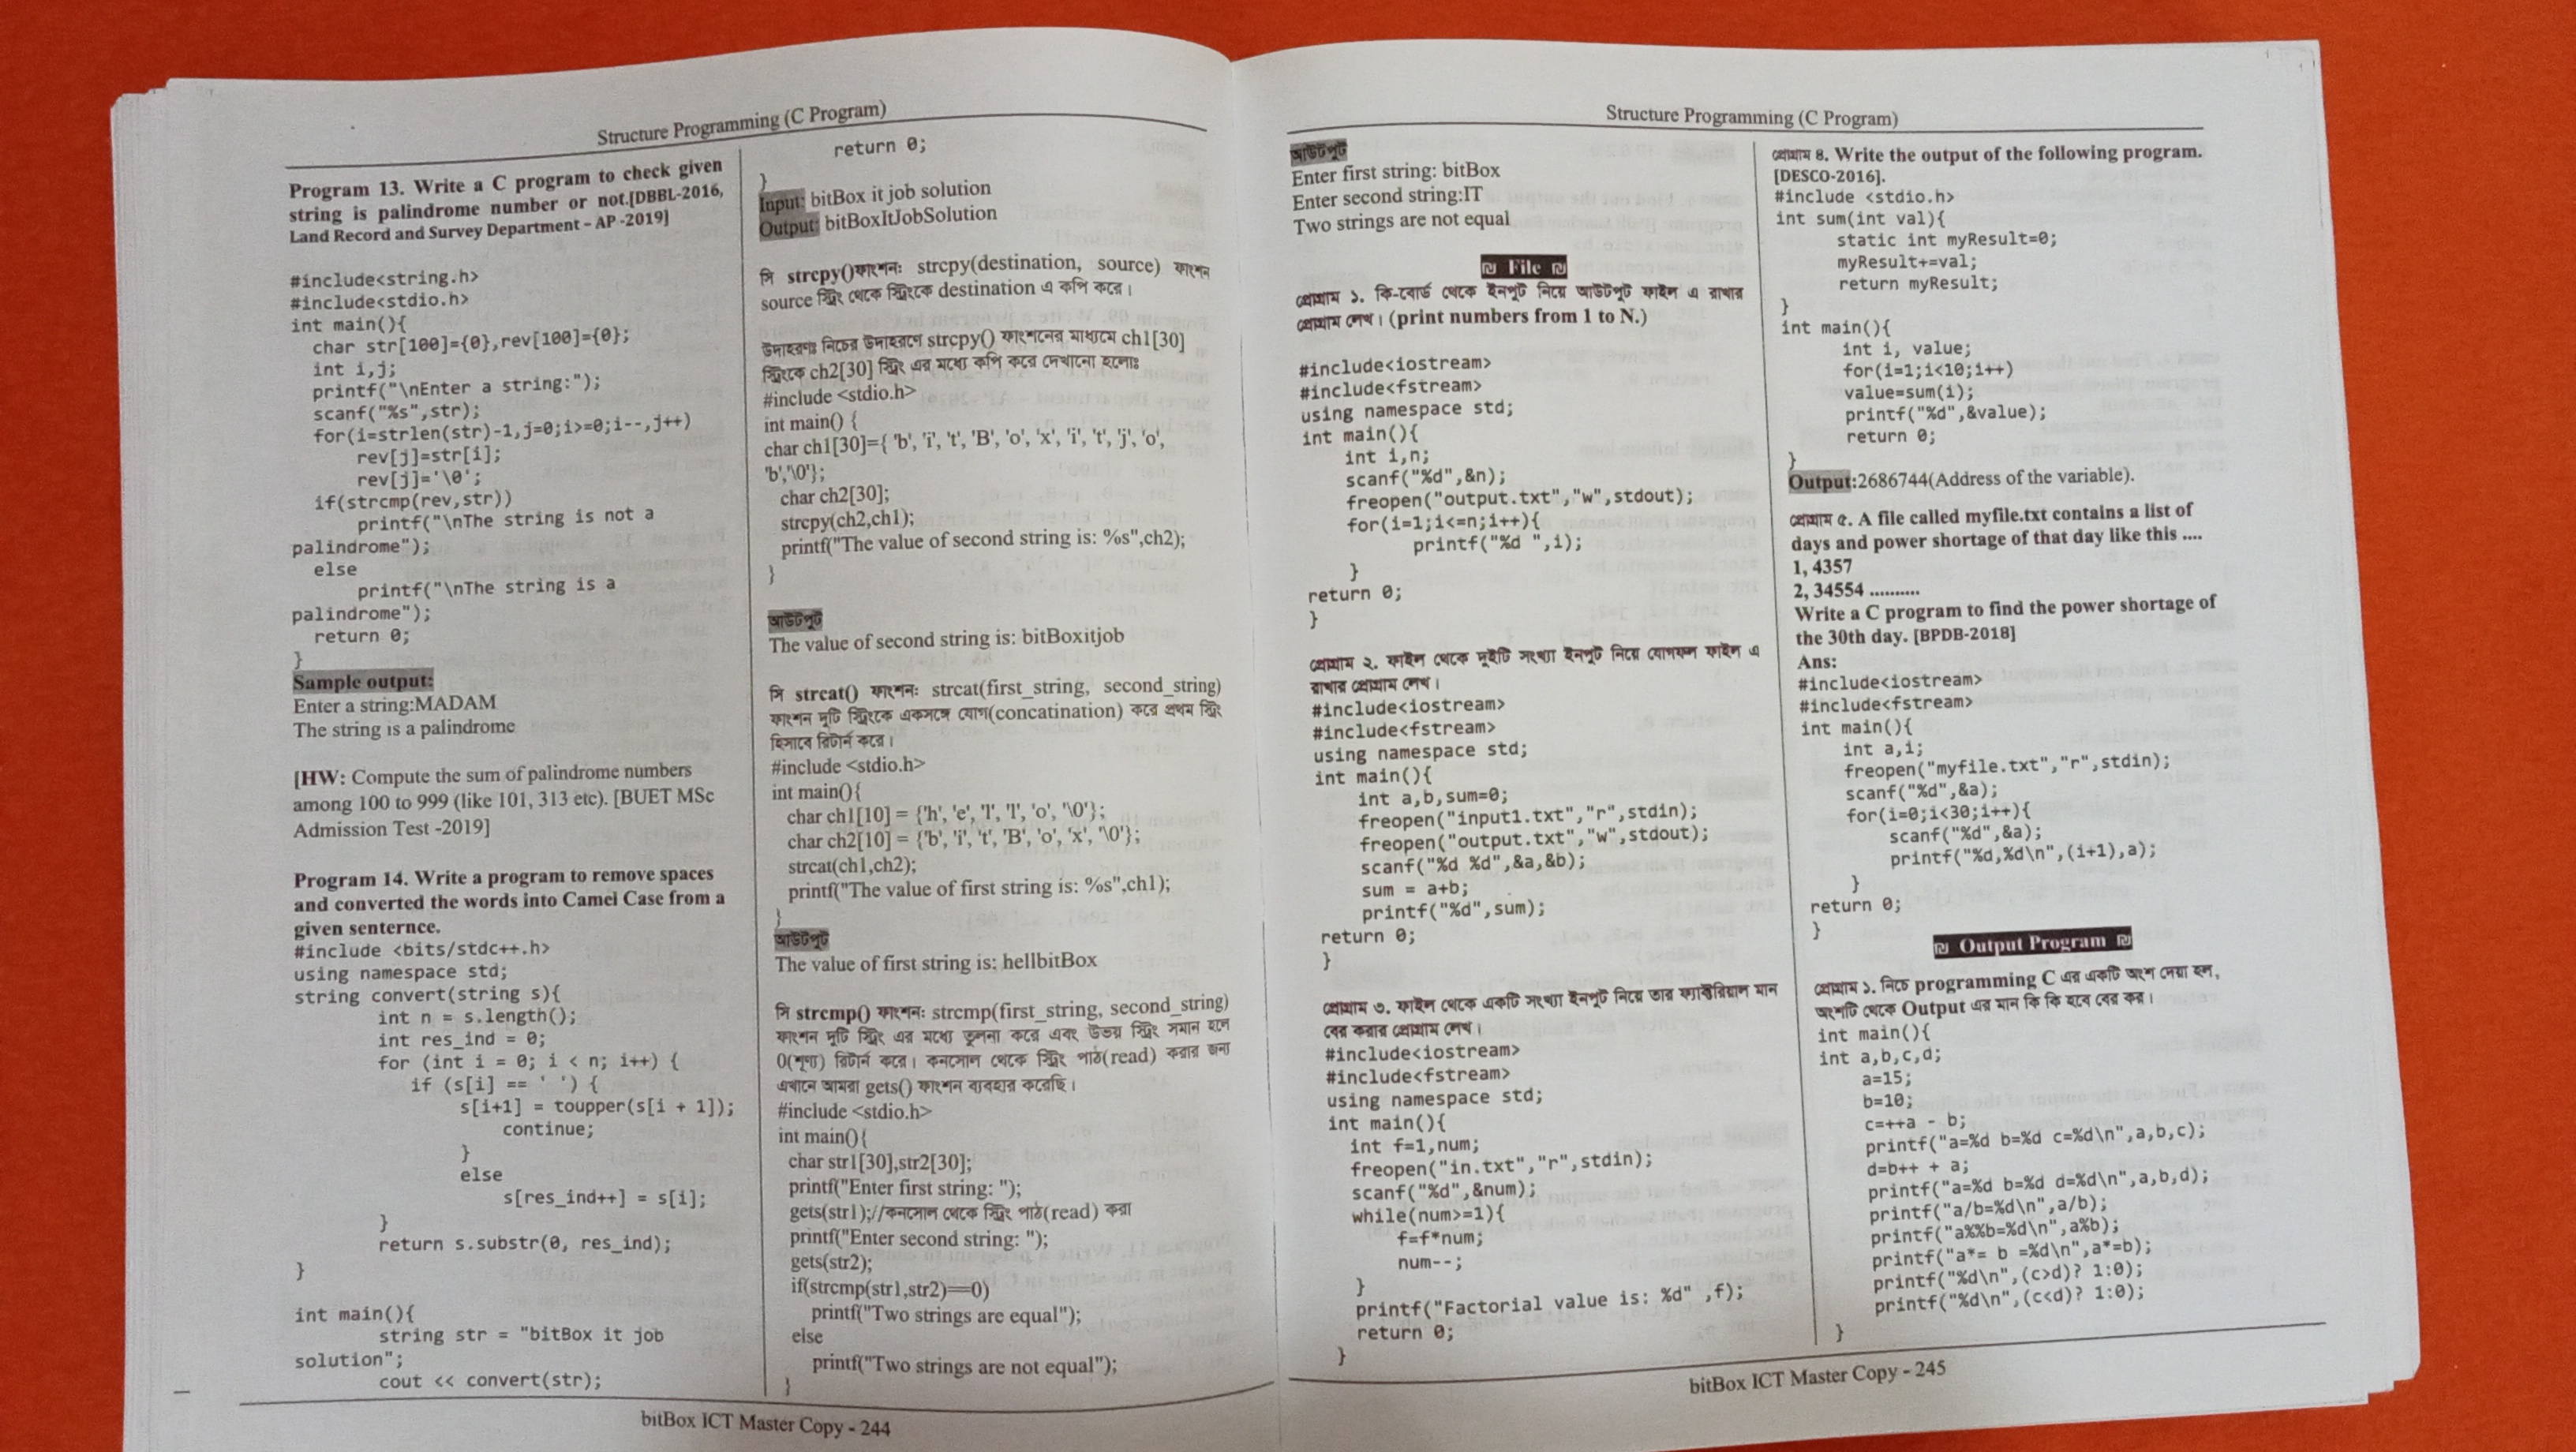 Structure Programming (C Program)
Program 13. Write a C program to check given
string is palindrome number or not.[DBBL-2016,
Land Record and Survey Department – AP -2019]
#include<string.h>
#include<stdio.h>
int main(){
char str[100]={0},rev[100]={0};
int i,j;
printf("\nEnter a string:");
scanf("%s",str);
for(i=strlen(str)-1,j=0;i>=0;i--,j++)
rev[j]=str[i];
rev[j]='\0';
if(strcmp(rev,str))
printf("\nThe string is not a
palindrome");
else
printf("\nThe string is a
palindrome");
return 0;
}
Sample output:
Enter a string:MADAM
The string is a palindrome
[HW: Compute the sum of palindrome numbers
among 100 to 999 (like 101, 313 etc). [BUET MSc
Admission Test -2019]
Program 14. Write a program to remove spaces
and converted the words into Camel Case from a
given senternce.
#include <bits/stdc++.h>
using namespace std;
string convert(string s){
int n = s.length();
int res_ind = 0;
for (int i = 0; i < n; i++) {
if (s[i] == ' ') {
s[i+1] = toupper(s[i + 1]);
continue;
}
else
s[res_ind++] = s[i];
}
return s.substr(0, res_ind);
}
int main(){
string str = "bitBox it job
solution";
cout << convert(str);
return 0;
}
Input: bitBox it job solution
Output: bitBoxItJobSolution
সি strcpy()ফাংশনঃ strcpy(destination, source) ফাংশন
source স্ট্রিং থেকে স্ট্রিংকে destination এ কপি করে।
উদাহরণঃ নিচের উদাহরণে strcpy() ফাংশনের মাধ্যমে ch1[30]
স্ট্রিংকে ch2[30] স্ট্রিং এর মধ্যে কপি করে দেখানো হলোঃ
#include <stdio.h>
int main() {
char ch1[30]={ 'b', 'i', 't', 'B', 'o', 'x', 'i', 't', 'j', 'o',
'b','\0'};
char ch2[30];
strcpy(ch2,ch1);
printf("The value of second string is: %s",ch2);
}
আউটপুট
The value of second string is: bitBoxitjob
সি strcat() ফাংশনঃ strcat(first_string, second_string)
ফাংশন দুটি স্ট্রিংকে একসঙ্গে যোগ(concatination) করে প্রথম স্ট্রিং
হিসাবে রিটার্ন করে।
#include <stdio.h>
int main(){
char ch1[10] = {'h', 'e', 'l', 'l', 'o', '\0'};
char ch2[10] = {'b', 'i', 't', 'B', 'o', 'x', '\0'};
strcat(ch1,ch2);
printf("The value of first string is: %s",ch1);
}
আউটপুট
The value of first string is: hellbitBox
সি strcmp() ফাংশনঃ strcmp(first_string, second_string)
ফাংশন দুটি স্ট্রিং এর মধ্যে তুলনা করে এবং উভয় স্ট্রিং সমান হলে
0(শূণ্য) রিটার্ন করে। কনসোল থেকে স্ট্রিং পাঠ(read) করার জন্য
এখানে আমরা gets() ফাংশন ব্যবহার করেছি।
#include <stdio.h>
int main(){
char str1[30],str2[30];
printf("Enter first string: ");
gets(str1);//কনসোল থেকে স্ট্রিং পাঠ(read) করা
printf("Enter second string: ");
gets(str2);
if(strcmp(str1,str2)==0)
printf("Two strings are equal");
else
printf("Two strings are not equal");
}
bitBox ICT Master Copy - 244
Structure Programming (C Program)
আউটপুট
Enter first string: bitBox
Enter second string:IT
Two strings are not equal
File
প্রোগ্রাম ১. কি-বোর্ড থেকে ইনপুট নিয়ে আউটপুট ফাইল এ রাখার
প্রোগ্রাম লেখ। (print numbers from 1 to N.)
#include<iostream>
#include<fstream>
using namespace std;
int main(){
int i,n;
scanf("%d",&n);
freopen("output.txt","w",stdout);
for(i=1;i<=n;i++){
printf("%d ",i);
}
return 0;
}
প্রোগ্রাম ২. ফাইল থেকে দুইটি সংখ্যা ইনপুট নিয়ে যোগফল ফাইল এ
রাখার প্রোগ্রাম লেখ।
#include<iostream>
#include<fstream>
using namespace std;
int main(){
int a,b,sum=0;
freopen("input1.txt","r",stdin);
freopen("output.txt","w",stdout);
scanf("%d %d",&a,&b);
sum = a+b;
printf("%d",sum);
return 0;
}
প্রোগ্রাম ৩. ফাইল থেকে একটি সংখ্যা ইনপুট নিয়ে তার ফ্যাক্টরিয়াল মান
বের করার প্রোগ্রাম লেখ।
#include<iostream>
#include<fstream>
using namespace std;
int main(){
int f=1,num;
freopen("in.txt","r",stdin);
scanf("%d",&num);
while(num>=1){
f=f*num;
num--;
}
printf("Factorial value is: %d" ,f);
return 0;
}
প্রোগ্রাম ৪. Write the output of the following program.
[DESCO-2016].
#include <stdio.h>
int sum(int val){
static int myResult=0;
myResult+=val;
return myResult;
}
int main(){
int i, value;
for(i=1;i<10;i++)
value=sum(i);
printf("%d",&value);
return 0;
}
Output:2686744(Address of the variable).
প্রোগ্রাম ৫. A file called myfile.txt contains a list of
days and power shortage of that day like this ....
1, 4357
2, 34554 ..........
Write a C program to find the power shortage of
the 30th day. [BPDB-2018]
Ans:
#include<iostream>
#include<fstream>
int main(){
int a,i;
freopen("myfile.txt","r",stdin);
scanf("%d",&a);
for(i=0;i<30;i++){
scanf("%d",&a);
printf("%d,%d\n",(i+1),a);
}
return 0;
}
Output Program
প্রোগ্রাম ১. নিচে programming C এর একটি অংশ দেয়া হল,
অংশটি থেকে Output এর মান কি কি হবে বের কর।
int main(){
int a,b,c,d;
a=15;
b=10;
c=++a - b;
printf("a=%d b=%d c=%d\n",a,b,c);
d=b++ + a;
printf("a=%d b=%d d=%d\n",a,b,d);
printf("a/b=%d\n",a/b);
printf("a%%b=%d\n",a%b);
printf("a*= b =%d\n",a*=b);
printf("%d\n",(c>d)? 1:0);
printf("%d\n",(c<d)? 1:0);
}
bitBox ICT Master Copy - 245